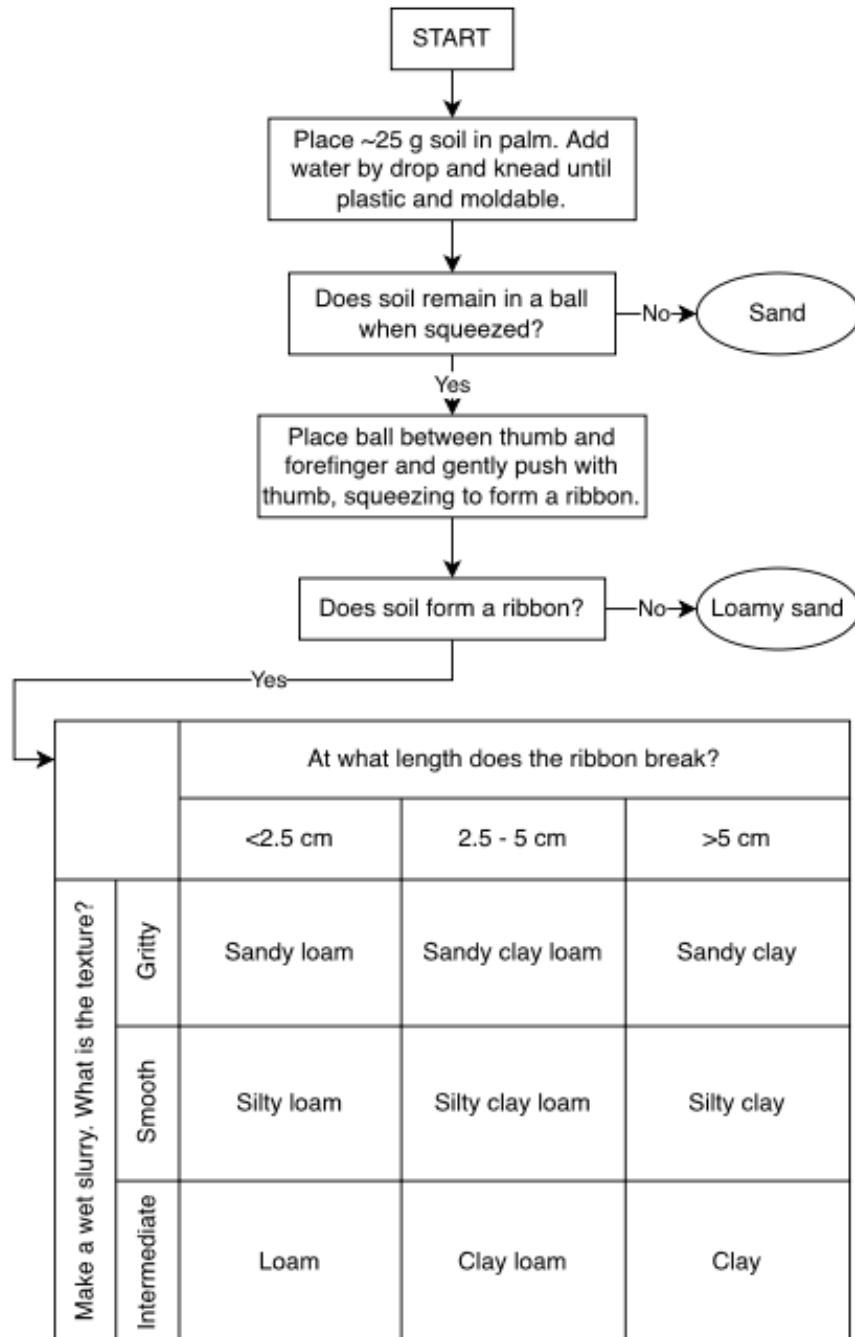 START
Place ~25 g soil in palm. Add
water by drop and knead until
plastic and moldable.
Does soil remain in a ball
when squeezed?
No
Sand
Yes
Place ball between thumb and
forefinger and gently push with
thumb, squeezing to form a ribbon.
Does soil form a ribbon?
No
Loamy sand
Yes
At what length does the ribbon break?
<2.5 cm
2.5 - 5 cm
>5 cm
Make a wet slurry. What is the texture?
Gritty
Sandy loam
Sandy clay loam
Sandy clay
Smooth
Silty loam
Silty clay loam
Silty clay
Intermediate
Loam
Clay loam
Clay